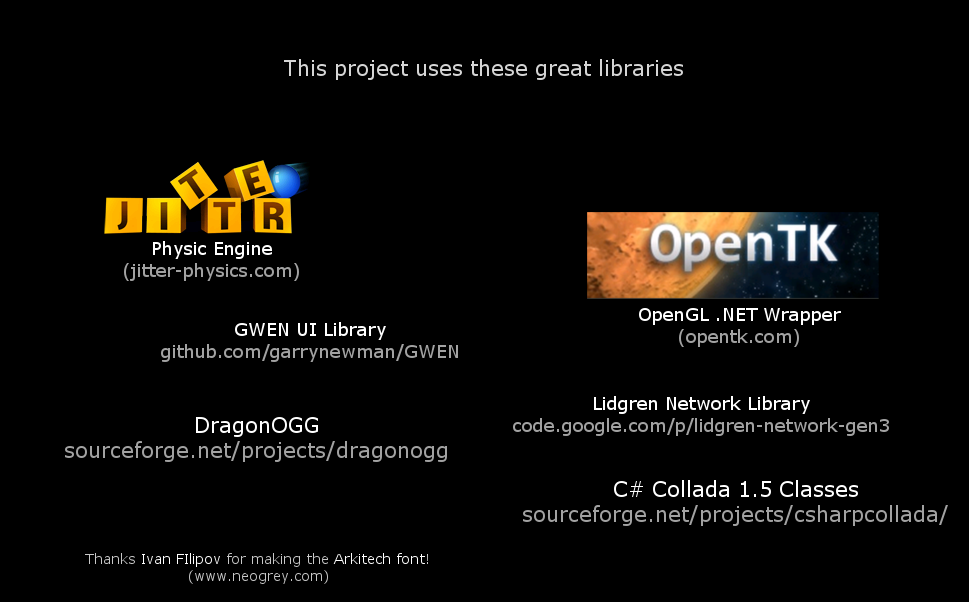 This project uses these great libraries
JITTER
Physic Engine
(jitter-physics.com)
GWEN UI Library
github.com/garrynewman/GWEN
DragonOGG
sourceforge.net/projects/dragonogg
OpenTK
OpenGL .NET Wrapper
(opentk.com)
Lidgren Network Library
code.google.com/p/lidgren-network-gen3
C# Collada 1.5 Classes
sourceforge.net/projects/csharpcollada/
Thanks Ivan FIlipov for making the Arkitech font!
(www.neogrey.com)